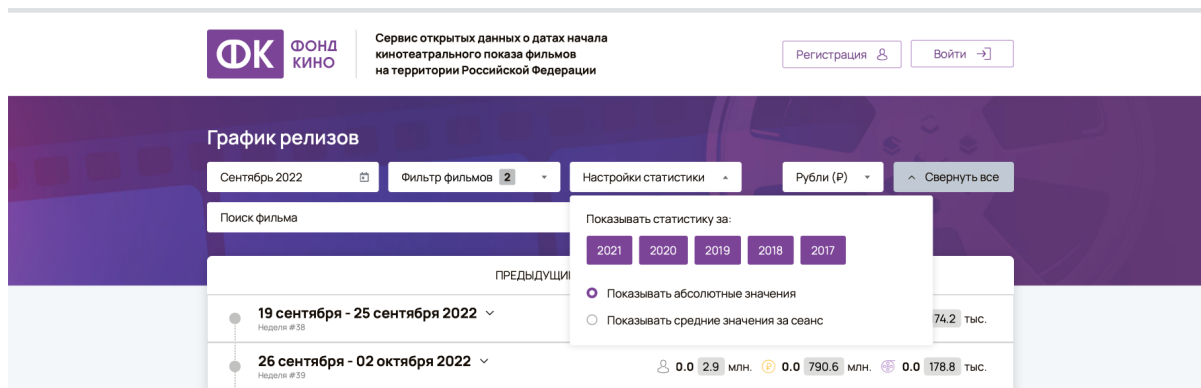 ФК ФОНД КИНО
Сервис открытых данных о датах начала
кинотеатрального показа фильмов
на территории Российской Федерации
Регистрация
Войти
График релизов
Сентябрь 2022
Фильтр фильмов 2
Настройки статистики
Рубли (₽)
Свернуть все
Поиск фильма
Показывать статистику за:
2021 2020 2019 2018 2017
Показывать абсолютные значения
Показывать средние значения за сеанс
19 сентября - 25 сентября 2022
Неделя #38
74.2 тыс.
26 сентября - 02 октября 2022
Неделя #39
0.0 2.9 млн. 0.0 790.6 млн. 0.0 178.8 тыс.